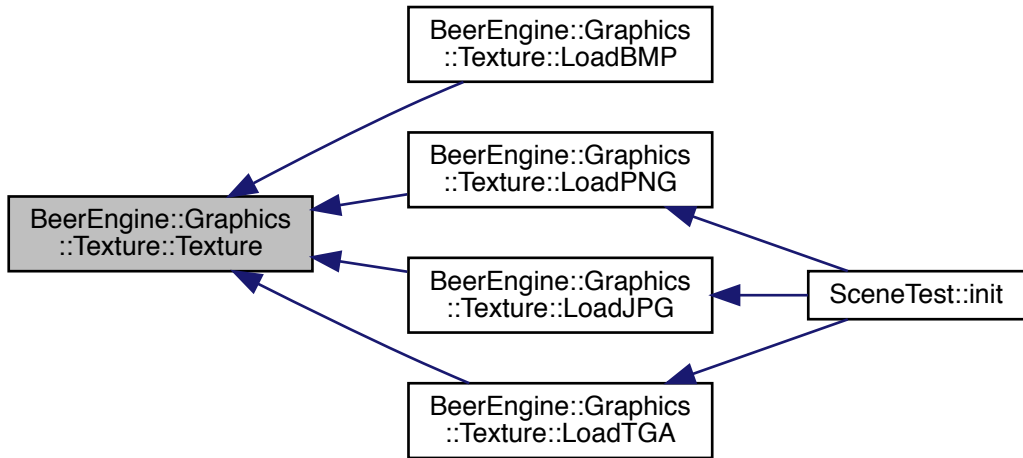 BeerEngine::Graphics
::Texture::LoadBMP
BeerEngine::Graphics
::Texture::LoadPNG
BeerEngine::Graphics
::Texture::Texture
BeerEngine::Graphics
::Texture::LoadJPG
SceneTest::init
BeerEngine::Graphics
::Texture::LoadTGA